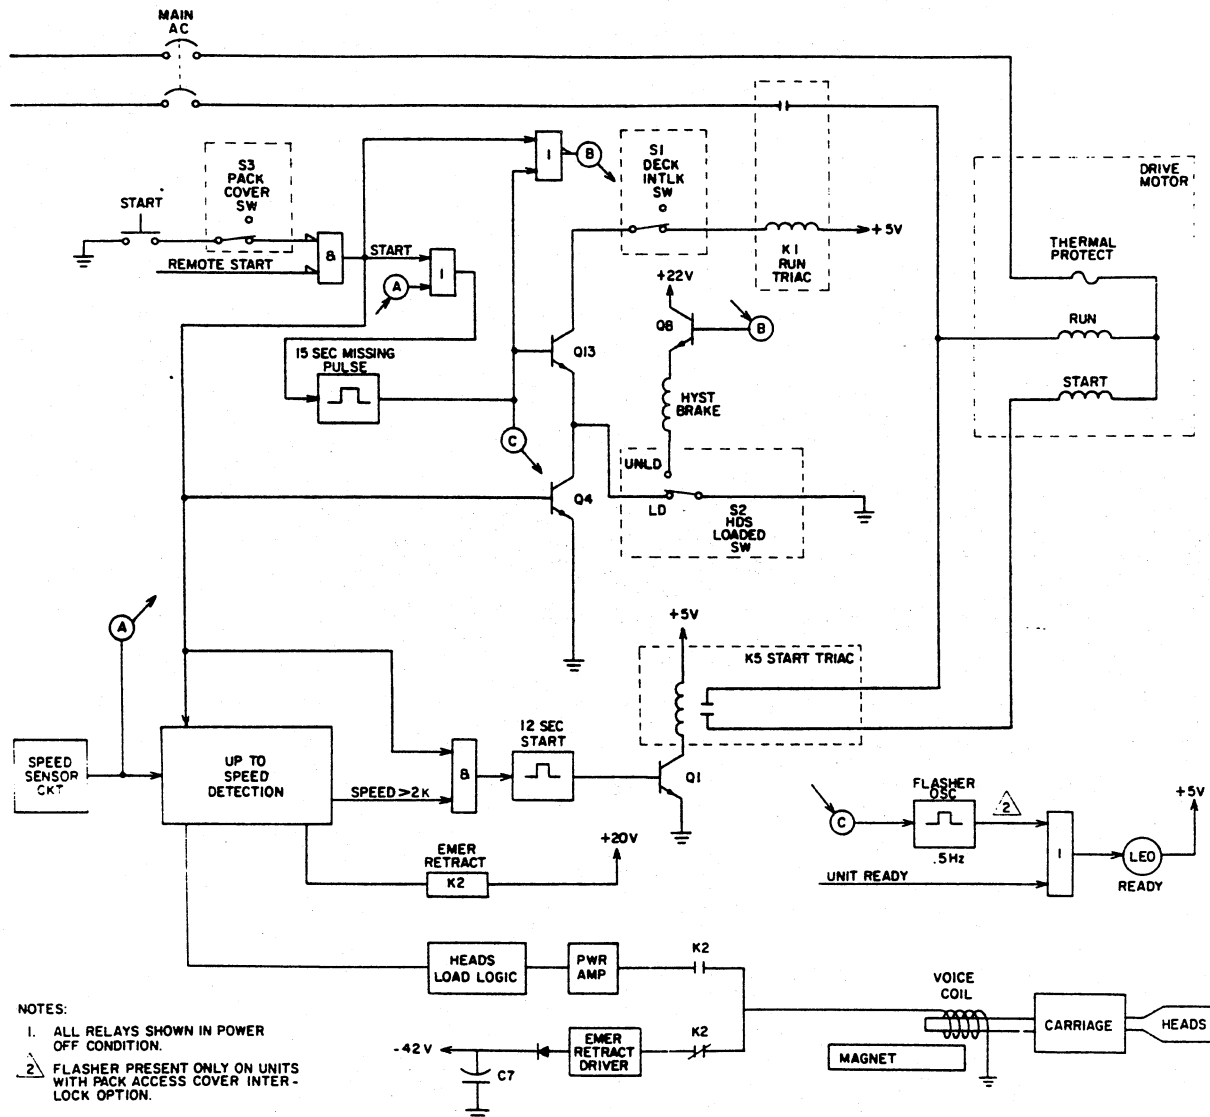 MAIN
AC
S3
PACK
COVER
SW
START
REMOTE START
&
START
1
A
1
B
S1
DECK
INTLK
SW
K1
RUN
TRIAC
+5V
DRIVE
MOTOR
THERMAL
PROTECT
RUN
START
15 SEC MISSING
PULSE
Q13
C
+22V
Q8
B
HYST
BRAKE
UNLD
LD
S2
HDS
LOADED
SW
Q4
A
+5V
K5 START TRIAC
SPEED
SENSOR
CKT
UP TO
SPEED
DETECTION
SPEED>2K
&
12 SEC
START
Q1
EMER
RETRACT
K2
+20V
C
FLASHER
OSC
.5Hz
2
UNIT READY
1
LED
READY
+5V
HEADS
LOAD LOGIC
PWR
AMP
K2
VOICE
COIL
CARRIAGE
HEADS
MAGNET
-42V
C7
EMER
RETRACT
DRIVER
K2
NOTES:
1. ALL RELAYS SHOWN IN POWER
OFF CONDITION.
2 FLASHER PRESENT ONLY ON UNITS
WITH PACK ACCESS COVER INTER-
LOCK OPTION.